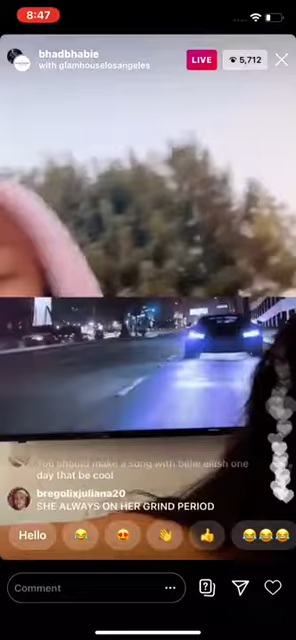 8:47
bhadbhabie
with glamhouselosangeles
LIVE
5,712
You should make a song with billie eilish one
day that be cool
bregolixjuliana20
SHE ALWAYS ON HER GRIND PERIOD
Hello
Comment